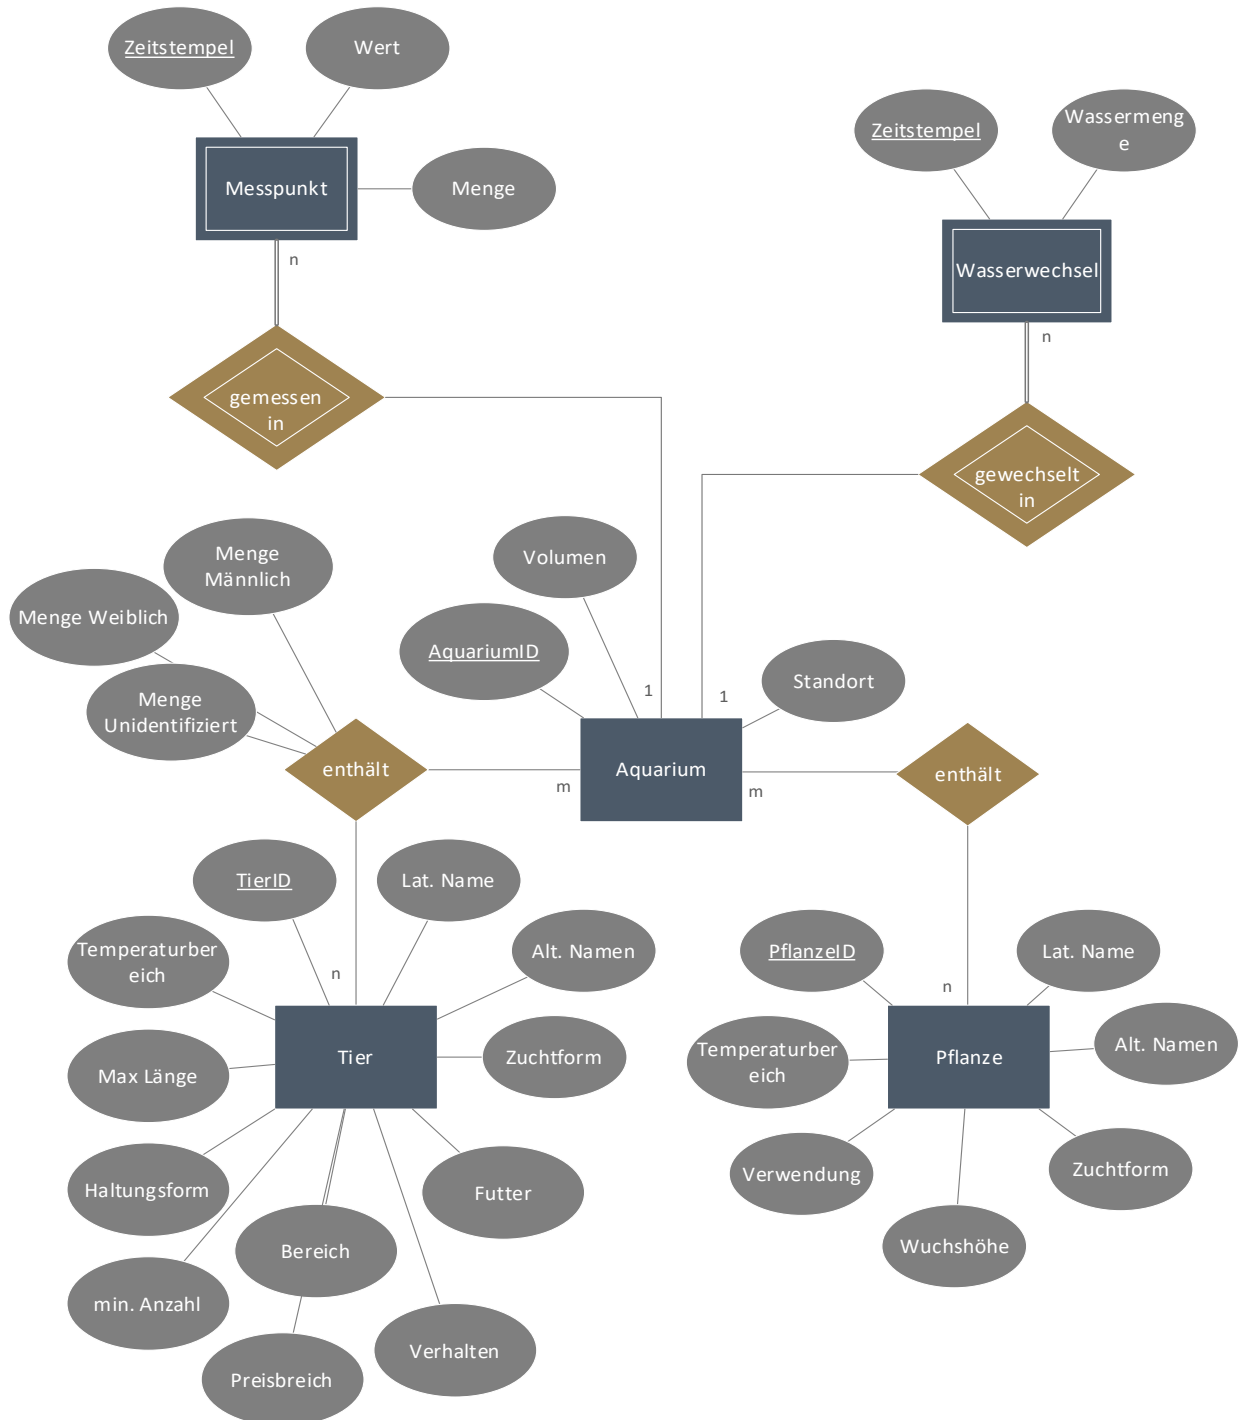 Zeitstempel
Wert
Messpunkt
Menge
n
gemessen
in
Zeitstempel
Wassermeng
e
Wasserwechsel
n
gewechselt
in
Menge
Männlich
Menge Weiblich
Menge
Unidentifiziert
enthält
Volumen
AquariumID
Standort
1
1
Aquarium
m
m
enthält
TierID
Lat. Name
Temperaturber
eich
Alt. Namen
n
Tier
Zuchtform
Max Länge
Haltungsform
Futter
Bereich
min. Anzahl
Verhalten
Preisbreich
PflanzeID
Lat. Name
n
Temperaturber
eich
Pflanze
Alt. Namen
Verwendung
Zuchtform
Wuchshöhe